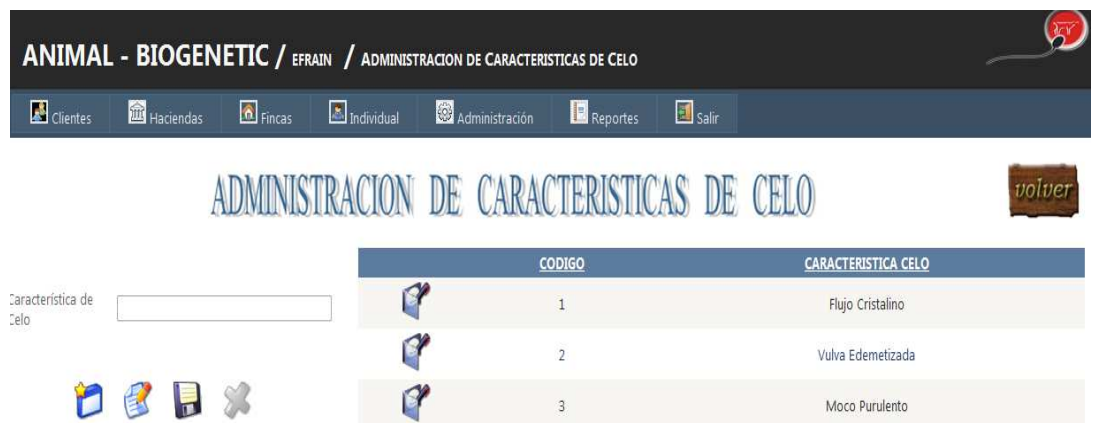 ANIMAL - BIOGENETIC / EFRAIN / ADMINISTRACION DE CARACTERISTICAS DE CELO
Clientes Haciendas Fincas Individual Administración Reportes Salir
ADMINISTRACION DE CARACTERISTICAS DE CELO
volver
CODIGO CARACTERISTICA CELO
Característica de
Celo
1 Flujo Cristalino
2 Vulva Edemetizada
3 Moco Purulento